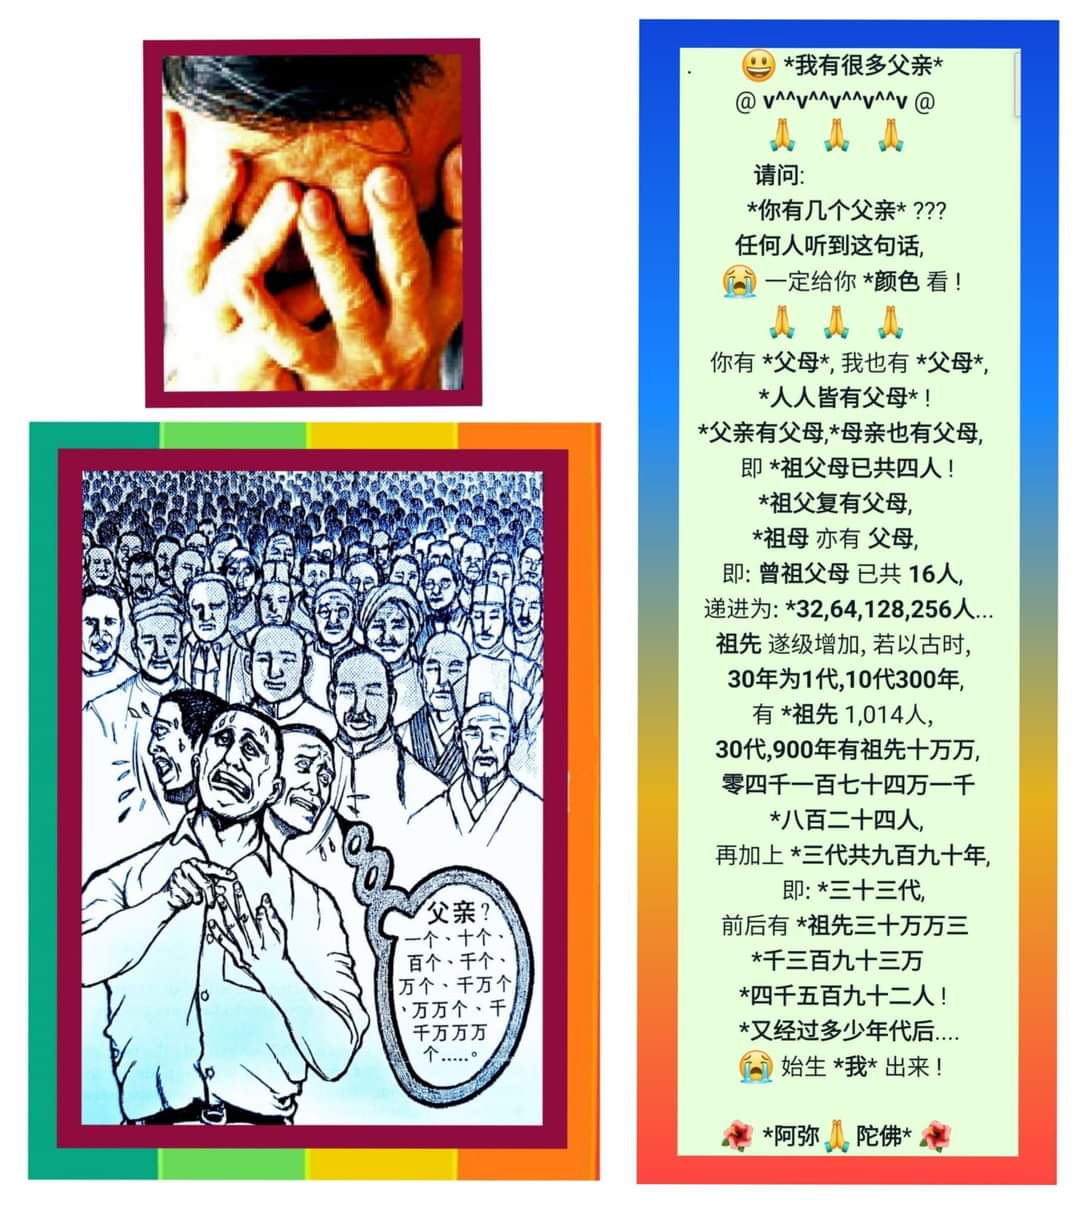 😀 *我有很多父亲*
@ v^^v^^v^^v^^v @
🙏 🙏 🙏
请问:
*你有几个父亲* ???
任何人听到这句话,
😭 一定给你 *颜色 看 !
🙏 🙏 🙏
你有 *父母*, 我也有 *父母*,
*人人皆有父母* !
*父亲有父母,*母亲也有父母,
即 *祖父母已共四人 !
*祖父复有父母,
*祖母 亦有 父母,
即: 曾祖父母 已共 16人,
递进为: *32,64,128,256人...
祖先 遂级增加, 若以古时,
30年为1代,10代300年,
有 *祖先 1,014人,
30代,900年有祖先十万万,
零四千一百七十四万一千
*八百二十四人,
再加上 *三代共九百九十年,
即: *三十三代,
前后有 *祖先三十万万三
*千三百九十三万
*四千五百九十二人 !
*又经过多少年代后....
😭 始生 *我* 出来 !
🌺 *阿弥🙏陀佛* 🌺
父亲?
一个、十个、
百个、千个、
万个、千万个
、万万个、千
千万万万
个.....。